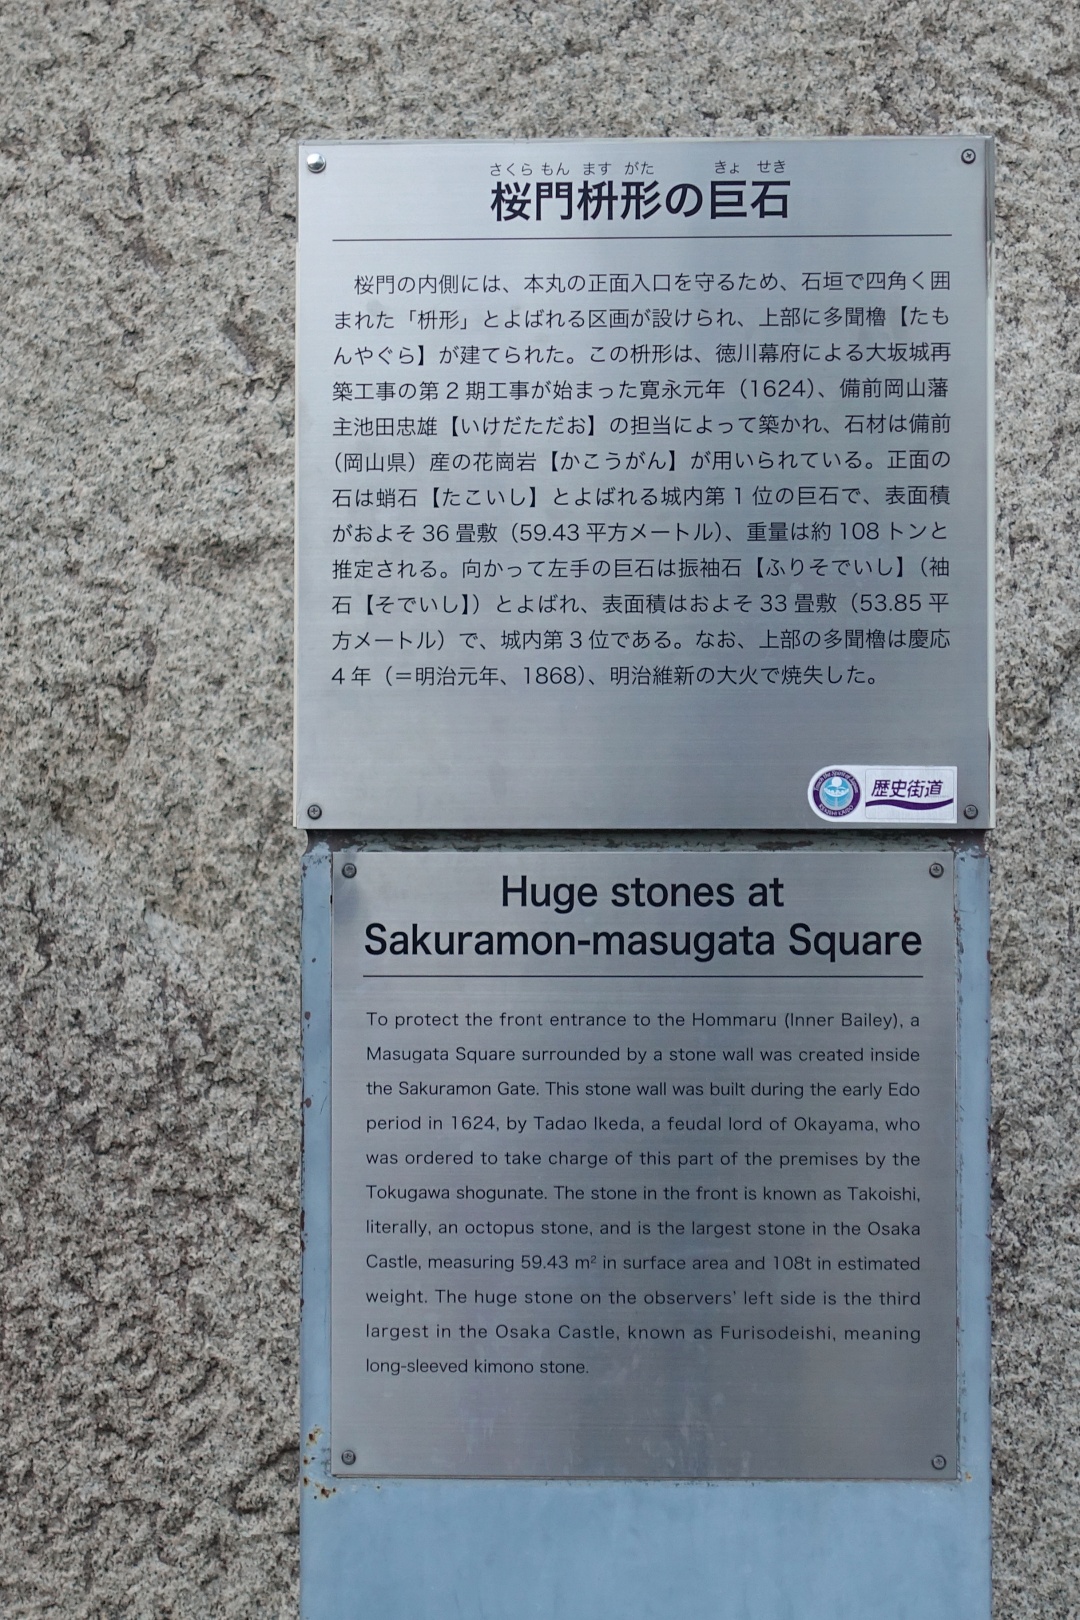 さくら もん ます がた きょ せき
桜門枡形の巨石
桜門の内側には、本丸の正面入口を守るため、石垣で四角く囲
まれた「枡形」とよばれる区画が設けられ、上部に多聞櫓【たも
んやぐら】が建てられた。この枡形は、徳川幕府による大坂城再
築工事の第2期工事が始まった寛永元年（1624）、備前岡山藩
主池田忠雄【いけだただお】の担当によって築かれ、石材は備前
（岡山県）産の花崗岩【かこうがん】が用いられている。正面の
石は蛸石【たこいし】とよばれる城内第1位の巨石で、表面積
がおよそ36畳敷（59.43平方メートル）、重量は約108トンと
推定される。向かって左手の巨石は振袖石【ふりそでいし】（袖
石【そでいし】）とよばれ、表面積はおよそ33畳敷（53.85平
方メートル）で、城内第3位である。なお、上部の多聞櫓は慶応
4年（＝明治元年、1868）、明治維新の大火で焼失した。
歴史街道
Huge stones at
Sakuramon-masugata Square
To protect the front entrance to the Hommaru (Inner Bailey), a
Masugata Square surrounded by a stone wall was created inside
the Sakuramon Gate. This stone wall was built during the early Edo
period in 1624, by Tadao Ikeda, a feudal lord of Okayama, who
was ordered to take charge of this part of the premises by the
Tokugawa shogunate. The stone in the front is known as Takoishi,
literally, an octopus stone, and is the largest stone in the Osaka
Castle, measuring 59.43 m² in surface area and 108t in estimated
weight. The huge stone on the observers' left side is the third
largest in the Osaka Castle, known as Furisodeishi, meaning
long-sleeved kimono stone.